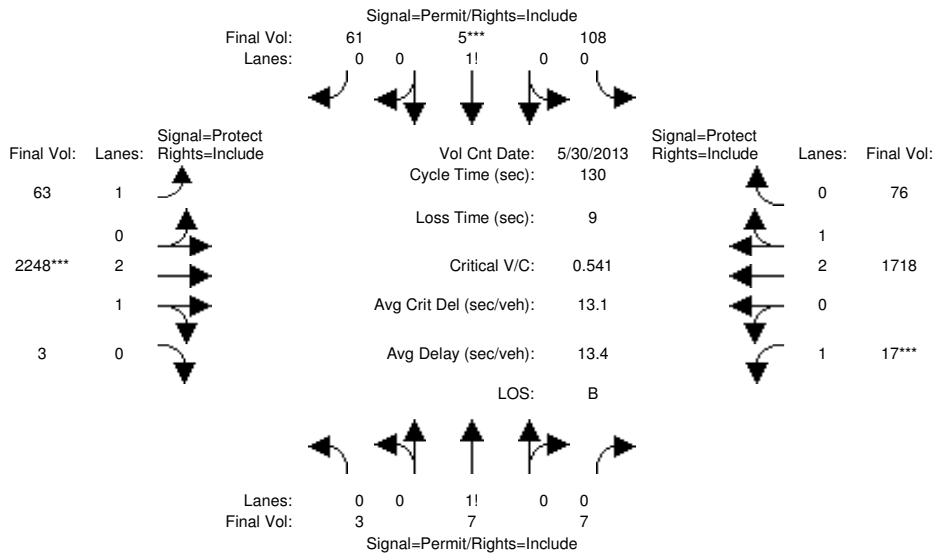 Signal=Permit/Rights=Include
Final Vol: 61 5*** 108
Lanes: 0 0 1! 0 0
Signal=Protect Signal=Protect
Final Vol: Lanes: Rights=Include Vol Cnt Date: 5/30/2013 Rights=Include Lanes: Final Vol:
Cycle Time (sec): 130
63 1 0 76
Loss Time (sec): 9
0 1
2248*** 2 Critical V/C: 0.541 2 1718
1 Avg Crit Del (sec/veh): 13.1 0
3 0 Avg Delay (sec/veh): 13.4 1 17***
LOS: B
Lanes: 0 0 1! 0 0
Final Vol: 3 7 7
Signal=Permit/Rights=Include